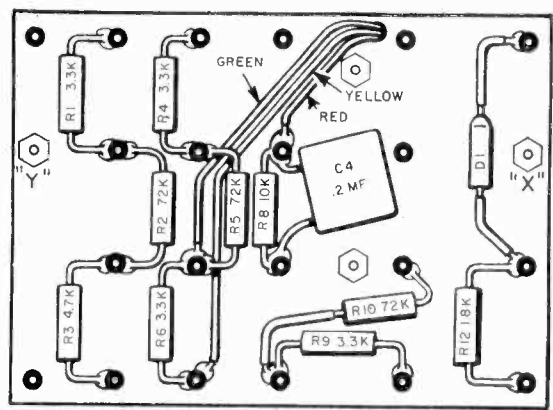 R1 3.3K
R4 3.3K
GREEN
YELLOW
RED
"Y"
R2 72K
R5 72K
R8 10K
C4
.2 MF
D1
"X"
R3 4.7K
R6 3.3K
R10 72K
R9 3.3K
R12 1.8K